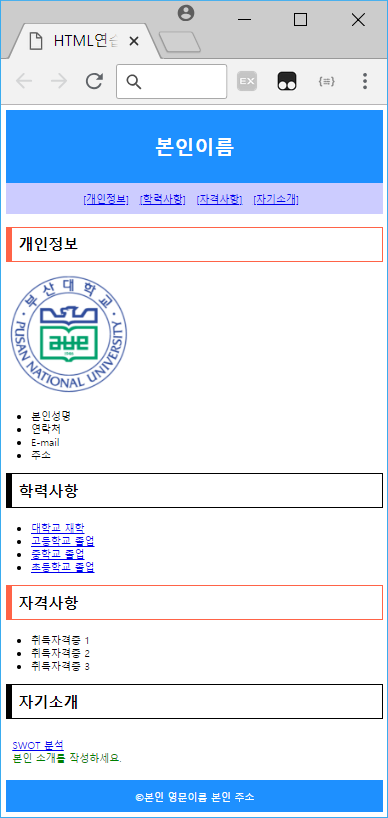 HTML연습
EX
{≡}
본인이름
[개인정보] [학력사항] [자격사항] [자기소개]
개인정보
부산대학교
PUSAN NATIONAL UNIVERSITY
본인성명
연락처
E-mail
주소
학력사항
대학교 재학
고등학교 졸업
중학교 졸업
초등학교 졸업
자격사항
취득자격증 1
취득자격증 2
취득자격증 3
자기소개
SWOT 분석
본인 소개를 작성하세요.
©본인 영문이름 본인 주소